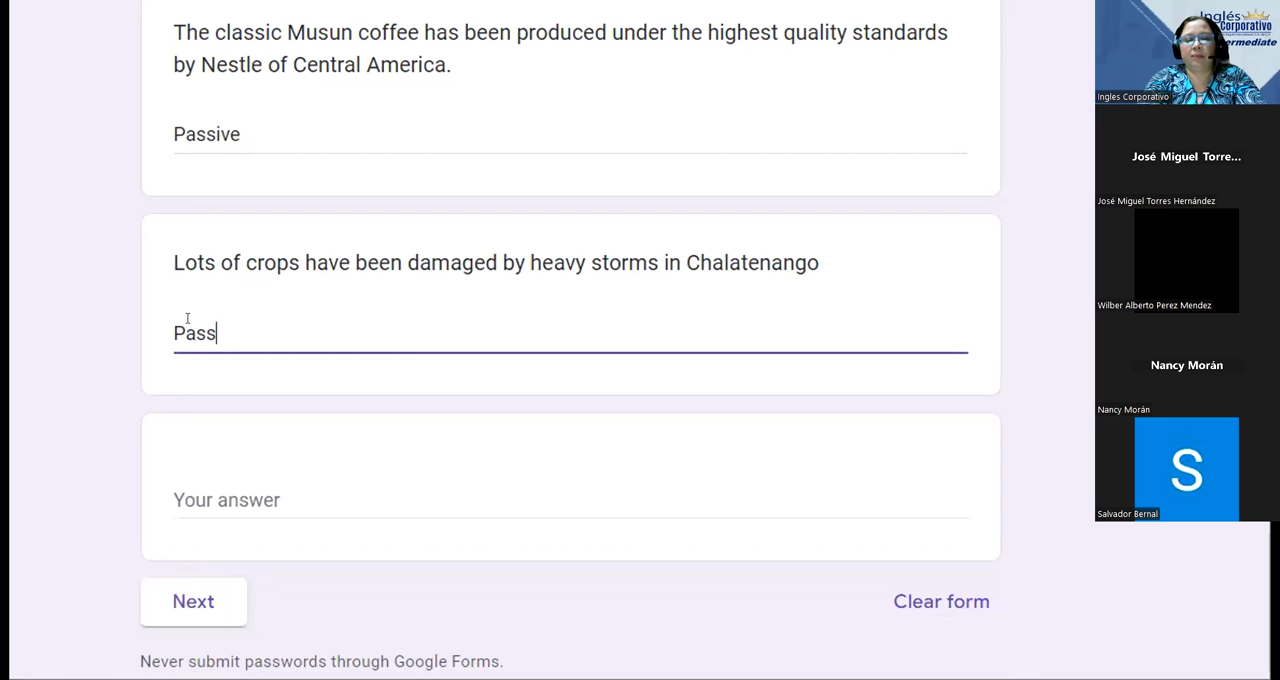 The classic Musun coffee has been produced under the highest quality standards
by Nestle of Central America.
Passive
Lots of crops have been damaged by heavy storms in Chalatenango
Pass
Your answer
Next
Clear form
Never submit passwords through Google Forms.
Inglés
Corporativo
Ingles Corporativo
José Miguel Torre...
José Miguel Torres Hernández
Wilber Alberto Perez Mendez
Nancy Morán
Nancy Morán
S
Salvador Bernal